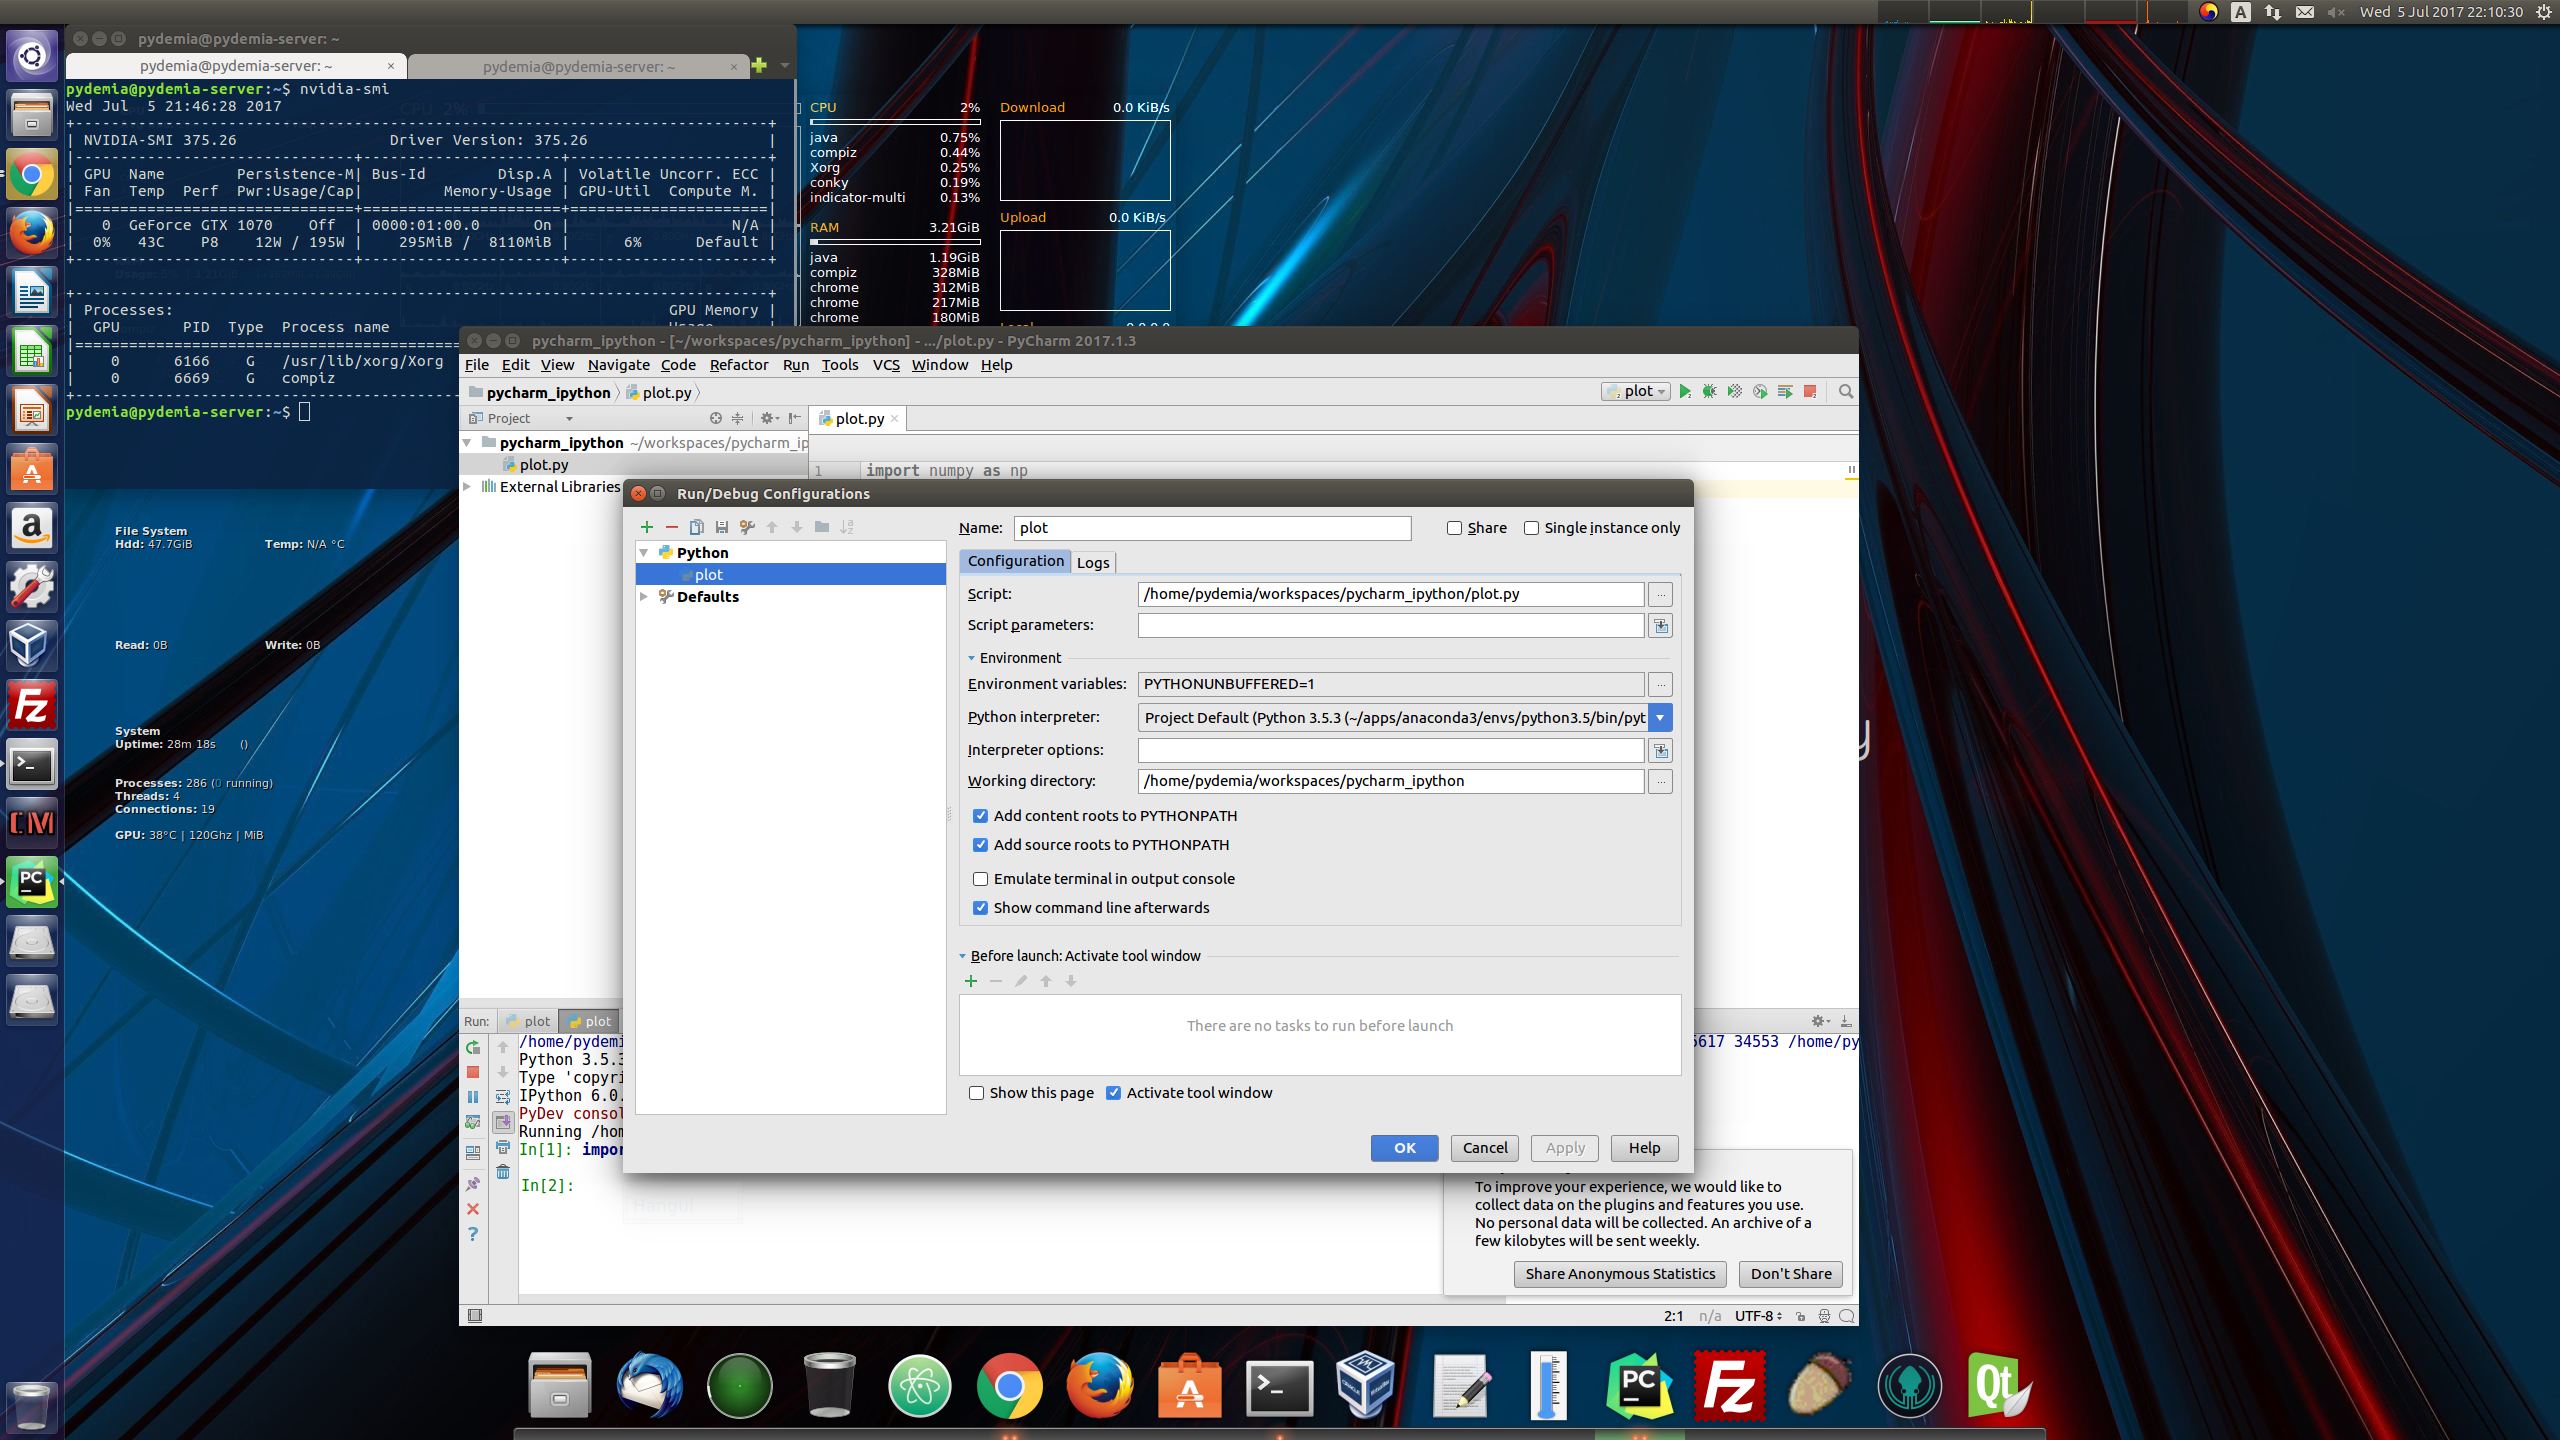 Wed 5 Jul 2017 22:10:30
pydemia@pydemia-server: ~
pydemia@pydemia-server: ~ ×
pydemia@pydemia-server: ~ ×
pydemia@pydemia-server:~$ nvidia-smi
Wed Jul  5 21:46:28 2017
| NVIDIA-SMI 375.26                 Driver Version: 375.26                    |
| GPU  Name        Persistence-M| Bus-Id        Disp.A | Volatile Uncorr. ECC |
| Fan  Temp  Perf  Pwr:Usage/Cap|         Memory-Usage | GPU-Util  Compute M. |
|   0  GeForce GTX 1070    Off  | 0000:01:00.0      On |                  N/A |
|  0%   43C    P8    12W / 195W |    295MiB /  8110MiB |      6%      Default |
| Processes:                                                       GPU Memory |
|  GPU       PID  Type  Process name
|    0      6166    G   /usr/lib/xorg/Xorg
|    0      6669    G   compiz
pydemia@pydemia-server:~$
CPU 2%
java 0.75%
compiz 0.44%
Xorg 0.25%
conky 0.19%
indicator-multi 0.13%
RAM 3.21GiB
java 1.19GiB
compiz 328MiB
chrome 312MiB
chrome 217MiB
chrome 180MiB
Download 0.0 KiB/s
Upload 0.0 KiB/s
File System
Hdd: 47.7GiB Temp: N/A °C
Read: 0B Write: 0B
System
Uptime: 28m 18s ()
Processes: 286 (0 running)
Threads: 4
Connections: 19
GPU: 38°C | 120Ghz | MiB
pycharm_ipython - [~/workspaces/pycharm_ipython] - .../plot.py - PyCharm 2017.1.3
File Edit View Navigate Code Refactor Run Tools VCS Window Help
pycharm_ipython plot.py
plot
Project
plot.py
pycharm_ipython ~/workspaces/pycharm_ip
plot.py
External Libraries
1 import numpy as np
Run/Debug Configurations
Python
plot
Defaults
Name: plot
Share
Single instance only
Configuration Logs
Script: /home/pydemia/workspaces/pycharm_ipython/plot.py
Script parameters:
Environment
Environment variables: PYTHONUNBUFFERED=1
Python interpreter: Project Default (Python 3.5.3 (~/apps/anaconda3/envs/python3.5/bin/pyt
Interpreter options:
Working directory: /home/pydemia/workspaces/pycharm_ipython
Add content roots to PYTHONPATH
Add source roots to PYTHONPATH
Emulate terminal in output console
Show command line afterwards
Before launch: Activate tool window
There are no tasks to run before launch
Show this page
Activate tool window
OK Cancel Apply Help
Run: plot plot
/home/pydemi
5617 34553 /home/py
Python 3.5.3
Type 'copyri
IPython 6.0.
PyDev consol
Running /hom
In[1]: impor
In[2]:
Hangul
To improve your experience, we would like to
collect data on the plugins and features you use.
No personal data will be collected. An archive of a
few kilobytes will be sent weekly.
Share Anonymous Statistics Don't Share
2:1 n/a UTF-8